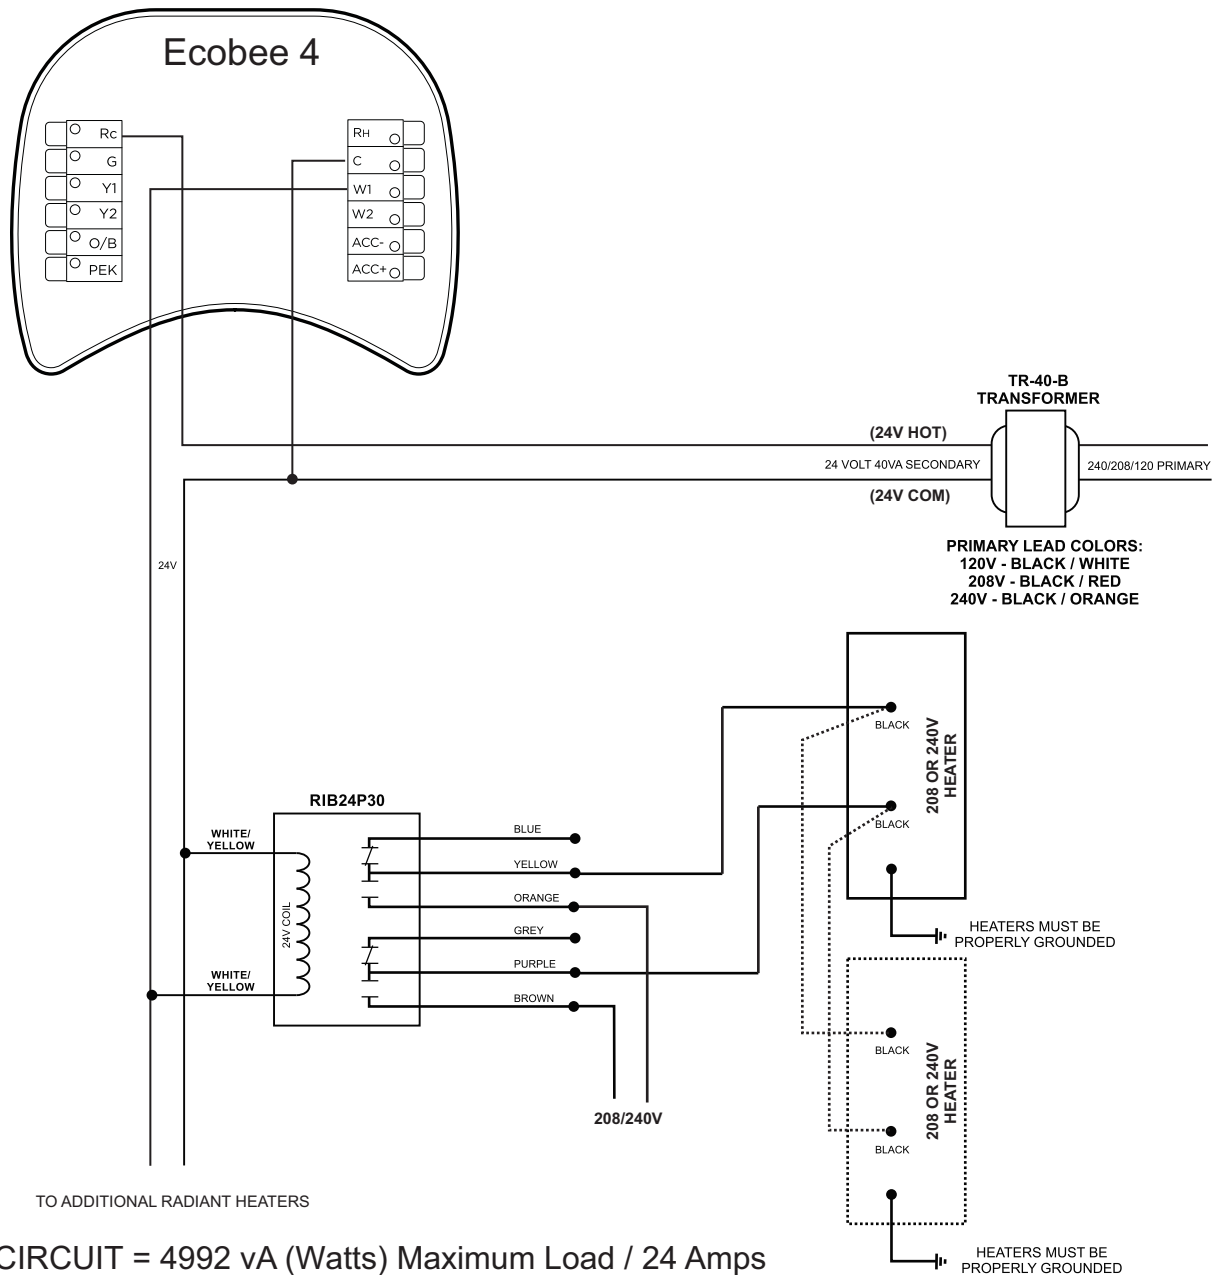 Ecobee 4
Rc
G
Y1
Y2
O/B
PEK
RH
C
W1
W2
ACC-
ACC+
TR-40-B
TRANSFORMER
(24V HOT)
24 VOLT 40VA SECONDARY
240/208/120 PRIMARY
(24V COM)
PRIMARY LEAD COLORS:
120V - BLACK / WHITE
208V - BLACK / RED
240V - BLACK / ORANGE
24V
RIB24P30
WHITE/
YELLOW
24V COIL
WHITE/
YELLOW
BLUE
YELLOW
ORANGE
GREY
PURPLE
BROWN
208/240V
BLACK
BLACK
208 OR 240V
HEATER
HEATERS MUST BE
PROPERLY GROUNDED
BLACK
BLACK
208 OR 240V
HEATER
HEATERS MUST BE
PROPERLY GROUNDED
TO ADDITIONAL RADIANT HEATERS
CIRCUIT = 4992 vA (Watts) Maximum Load / 24 Amps